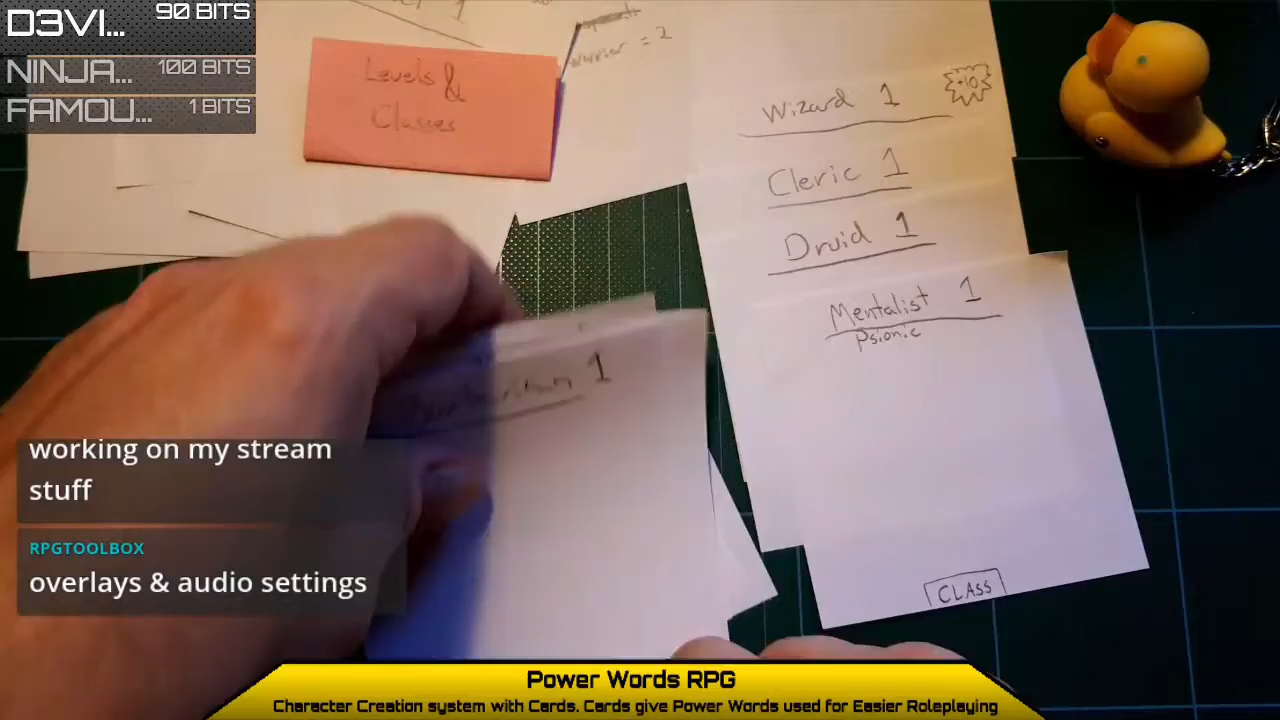 D3VI... 90 BITS
NINJA... 100 BITS
FAMOU... 1 BITS
1
= 2
Levels &
Classes
Wizard 1
+10
Cleric 1
Druid 1
Mentalist 1
Psionic
Barbarian 1
CLASS
working on my stream
stuff
RPGTOOLBOX
overlays & audio settings
Power Words RPG
Character Creation system with Cards. Cards give Power Words used for Easier Roleplaying